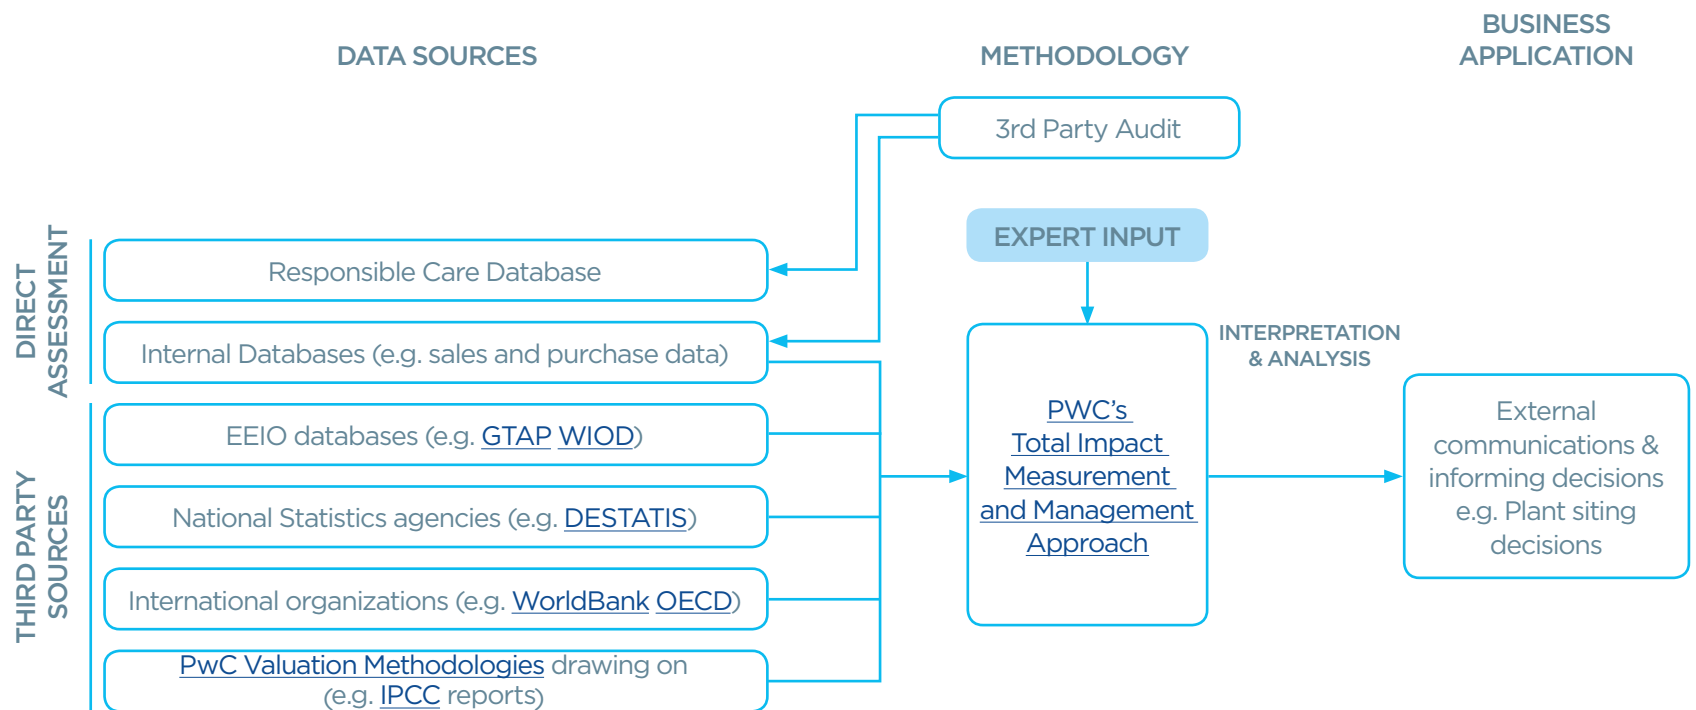 DATA SOURCES
METHODOLOGY
BUSINESS
APPLICATION
3rd Party Audit
EXPERT INPUT
DIRECT
ASSESSMENT
Responsible Care Database
Internal Databases (e.g. sales and purchase data)
THIRD PARTY
SOURCES
EEIO databases (e.g. GTAP WIOD)
National Statistics agencies (e.g. DESTATIS)
International organizations (e.g. WorldBank OECD)
PwC Valuation Methodologies drawing on
(e.g. IPCC reports)
PWC's
Total Impact
Measurement
and Management
Approach
INTERPRETATION
& ANALYSIS
External
communications &
informing decisions
e.g. Plant siting
decisions